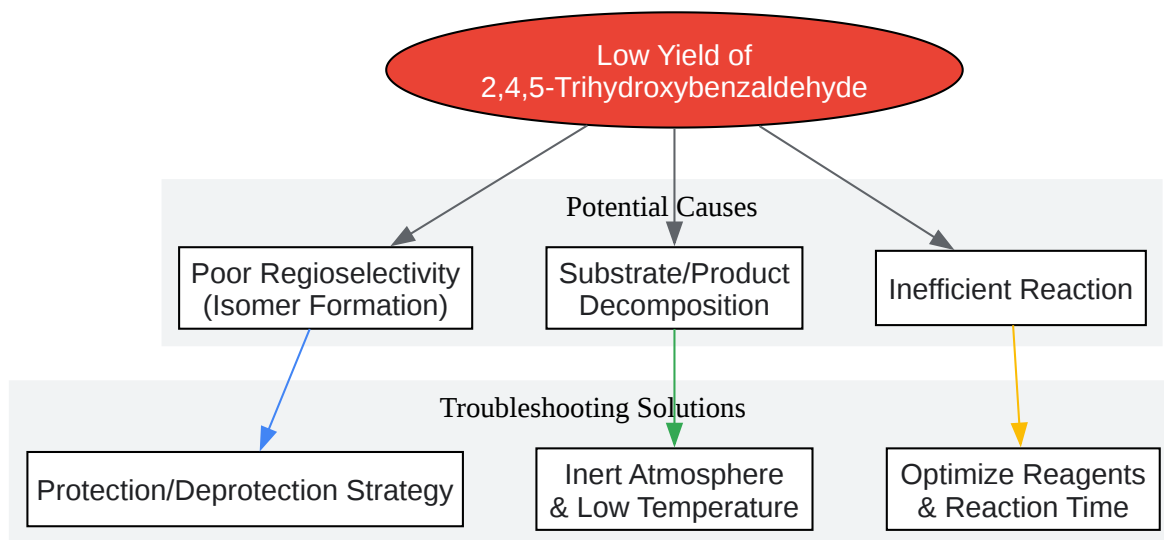 Low Yield of
2,4,5-Trihydroxybenzaldehyde
Potential Causes
Poor Regioselectivity
(Isomer Formation)
Substrate/Product
Decomposition
Inefficient Reaction
Troubleshooting Solutions
Protection/Deprotection Strategy
Inert Atmosphere
& Low Temperature
Optimize Reagents
& Reaction Time